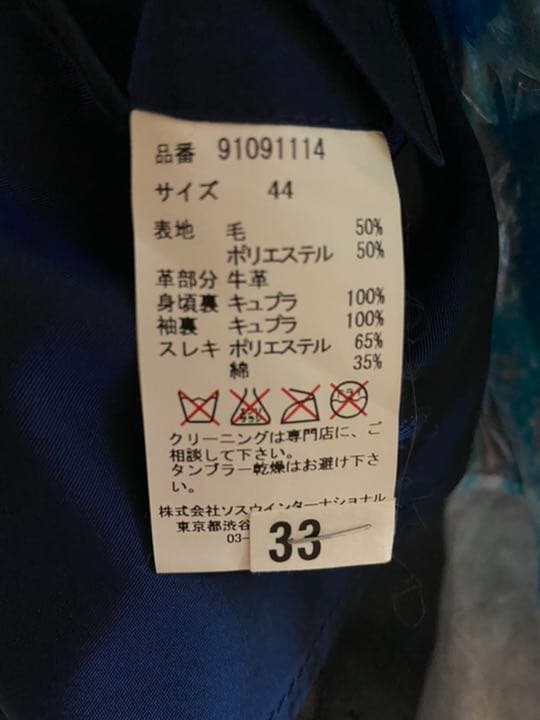 品番 91091114
サイズ 44
表地 毛 50%
ポリエステル 50%
革部分 牛革
身頃裏 キュプラ 100%
袖裏 キュプラ 100%
スレキ ポリエステル 65%
綿 35%
クリーニングは専門店に、ご
相談して下さい。
タンブラー乾燥はお避け下さ
い。
株式会社ソスウインターナショナル
東京都渋谷
03-
33